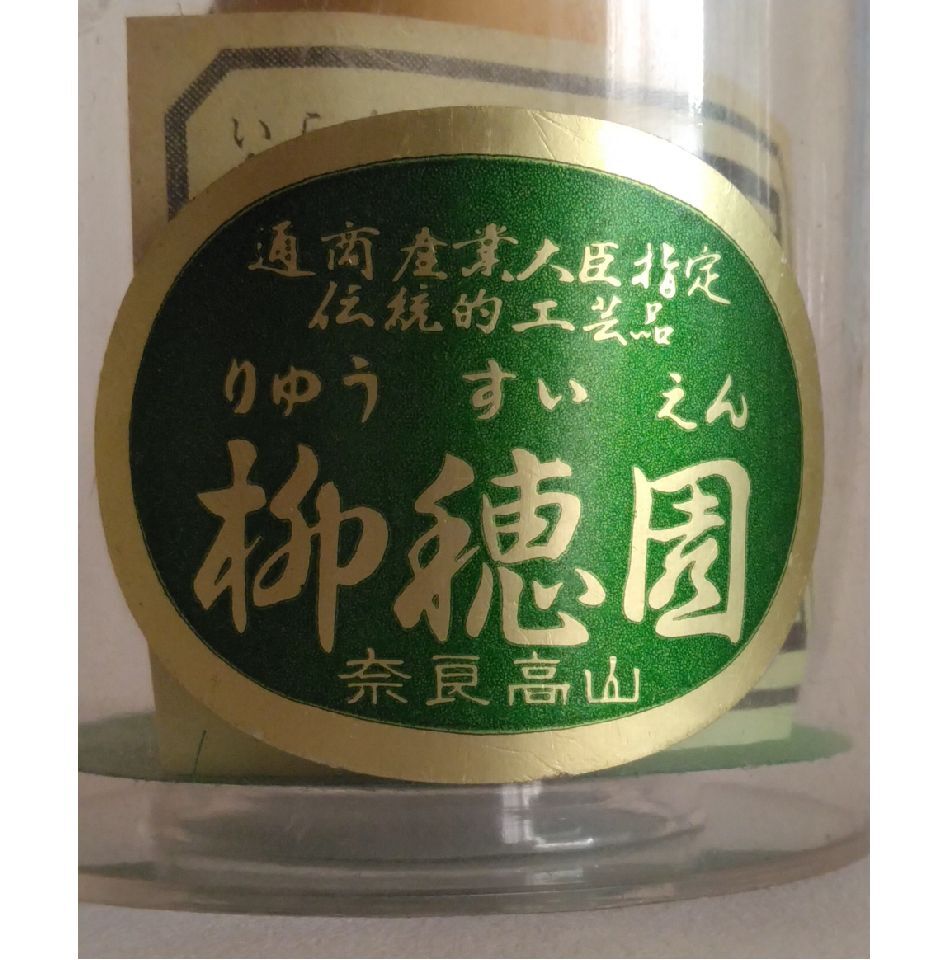 通商産業大臣指定
伝統的工芸品
りゅう すい えん
柳穂園
奈良高山